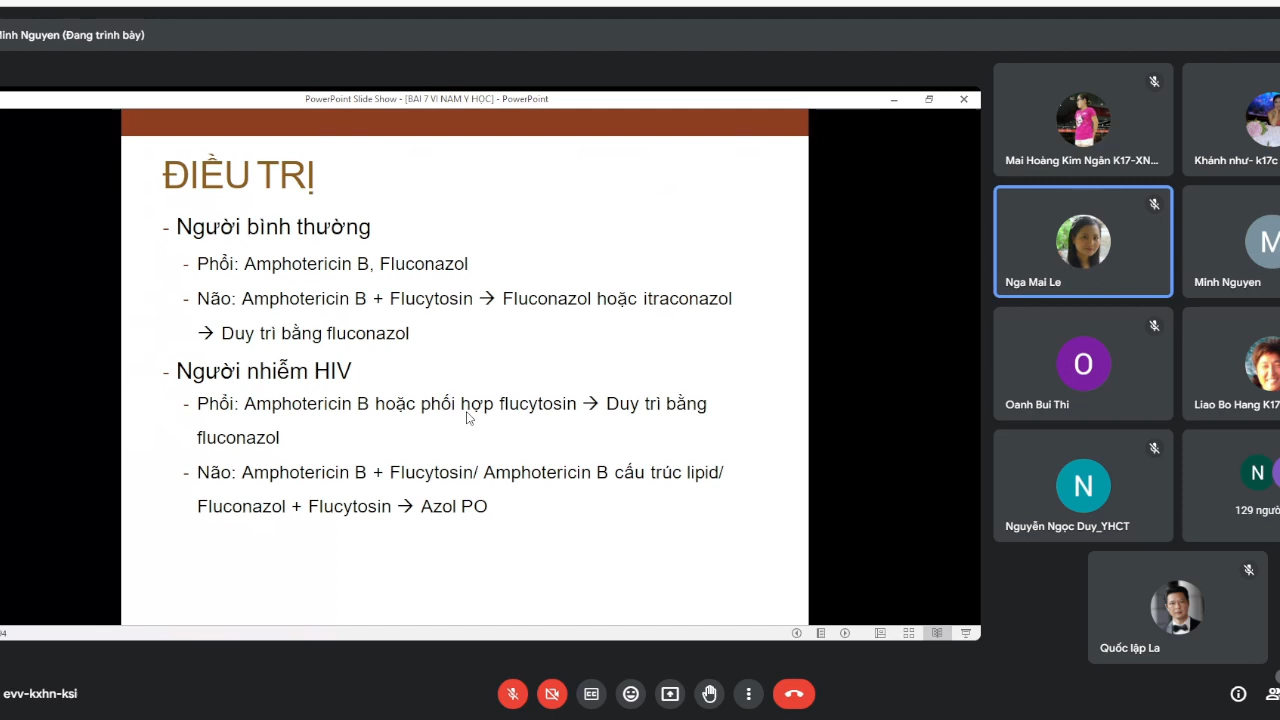 Minh Nguyen (Đang trình bày)
PowerPoint Slide Show - [BAI 7 VI NAM Y HỌC] - PowerPoint
ĐIỀU TRỊ
- Người bình thường
- Phổi: Amphotericin B, Fluconazol
- Não: Amphotericin B + Flucytosin → Fluconazol hoặc itraconazol
→ Duy trì bằng fluconazol
- Người nhiễm HIV
- Phổi: Amphotericin B hoặc phối hợp flucytosin → Duy trì bằng
fluconazol
- Não: Amphotericin B + Flucytosin/ Amphotericin B cấu trúc lipid/
Fluconazol + Flucytosin → Azol PO
Mai Hoàng Kim Ngân K17-XN...
Khánh như- k17c
Nga Mai Le
M
Minh Nguyen
O
Oanh Bui Thi
Liao Bo Hang K17
N
Nguyễn Ngọc Duy_YHCT
N
129 ngườ
Quốc lập La
94
evv-kxhn-ksi